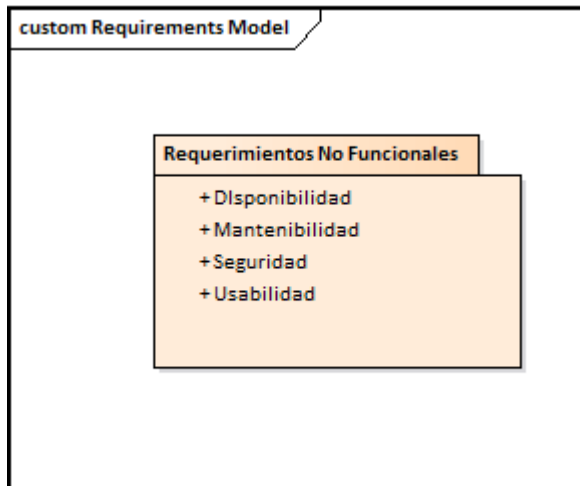 custom Requirements Model
Requerimientos No Funcionales
+ DIsponibilidad
+ Mantenibilidad
+ Seguridad
+ Usabilidad